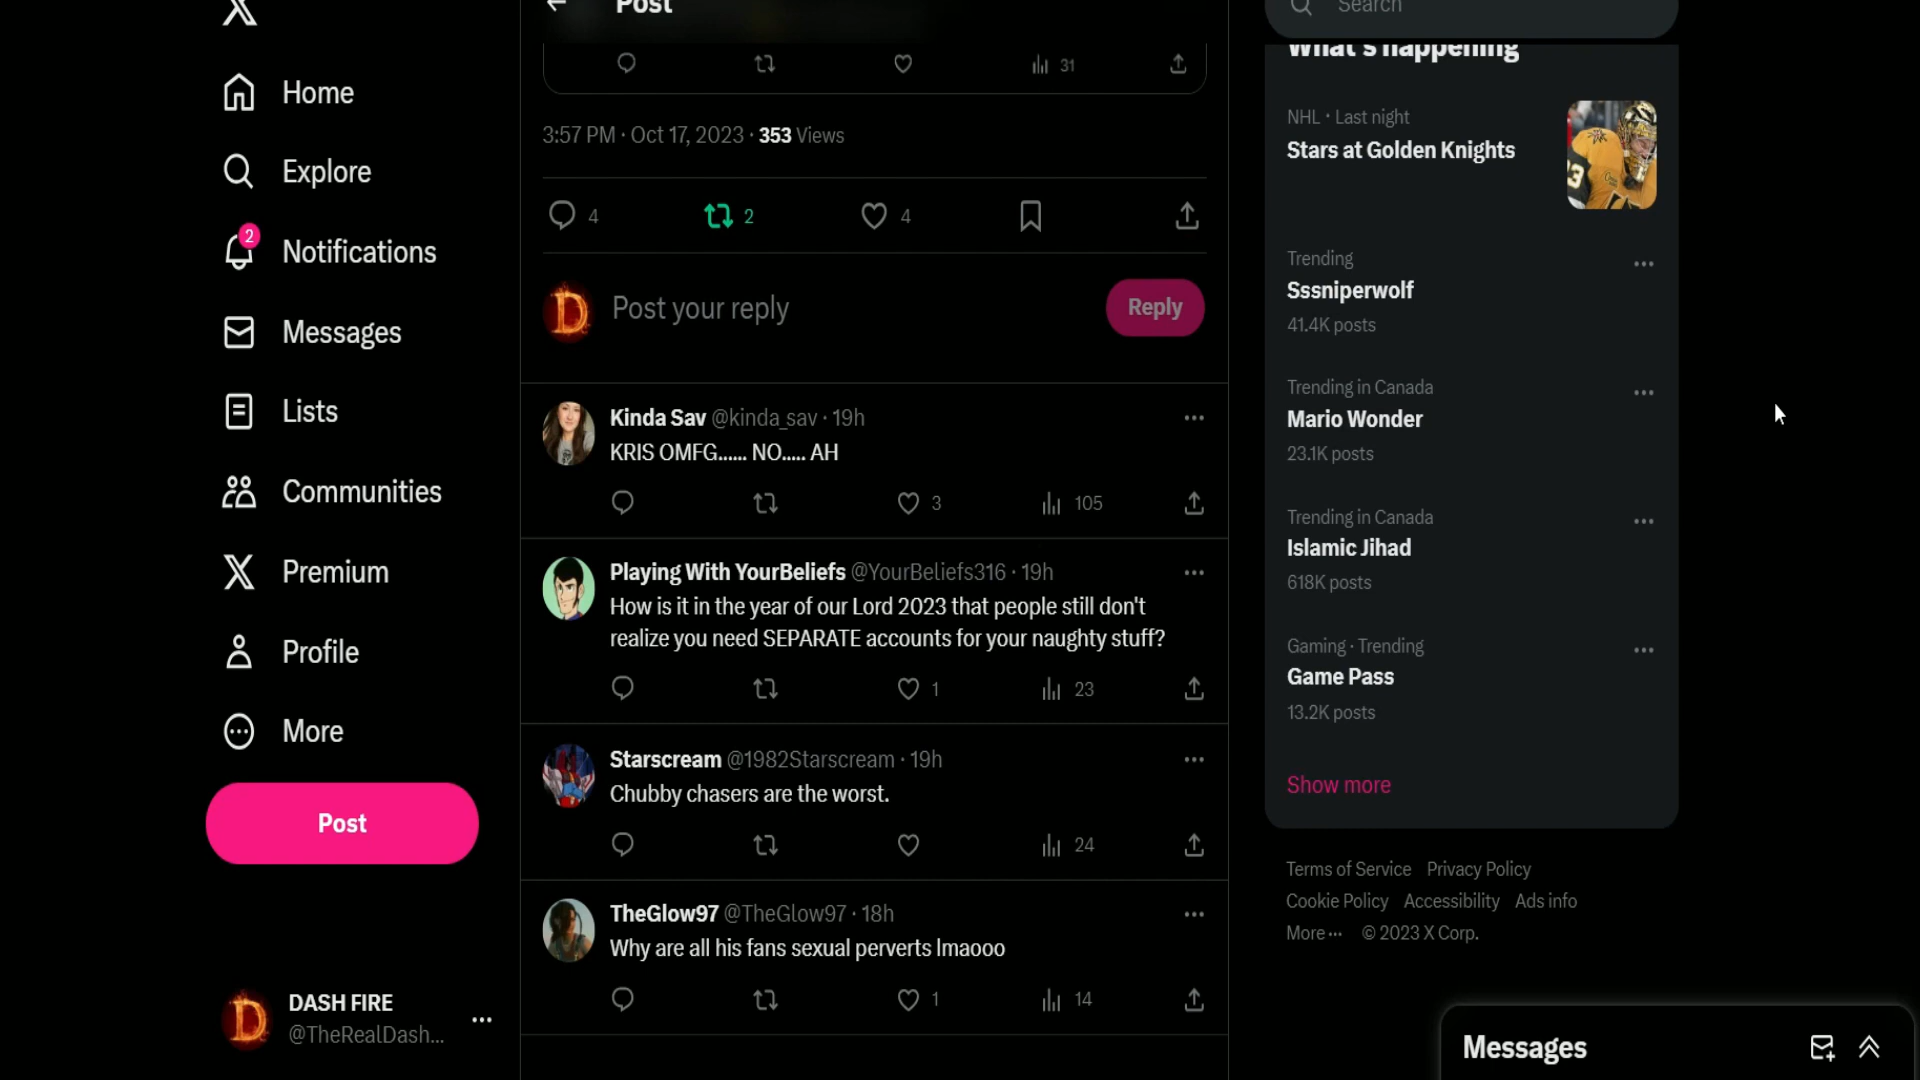 Post
Search
What's happening
Home
Explore
2
Notifications
Messages
Lists
Communities
Premium
Profile
More
Post
DASH FIRE
@TheRealDash...
31
3:57 PM · Oct 17, 2023 · 353 Views
4
2
4
D
Post your reply
Reply
Kinda Sav @kinda_sav · 19h
KRIS OMFG...... NO..... AH
3
105
Playing With YourBeliefs @YourBeliefs316 · 19h
How is it in the year of our Lord 2023 that people still don't
realize you need SEPARATE accounts for your naughty stuff?
1
23
Starscream @1982Starscream · 19h
Chubby chasers are the worst.
24
TheGlow97 @TheGlow97 · 18h
Why are all his fans sexual perverts lmaooo
1
14
NHL · Last night
Stars at Golden Knights
Trending
Sssniperwolf
41.4K posts
Trending in Canada
Mario Wonder
23.1K posts
Trending in Canada
Islamic Jihad
618K posts
Gaming · Trending
Game Pass
13.2K posts
Show more
Terms of Service Privacy Policy
Cookie Policy Accessibility Ads info
More ··· © 2023 X Corp.
Messages